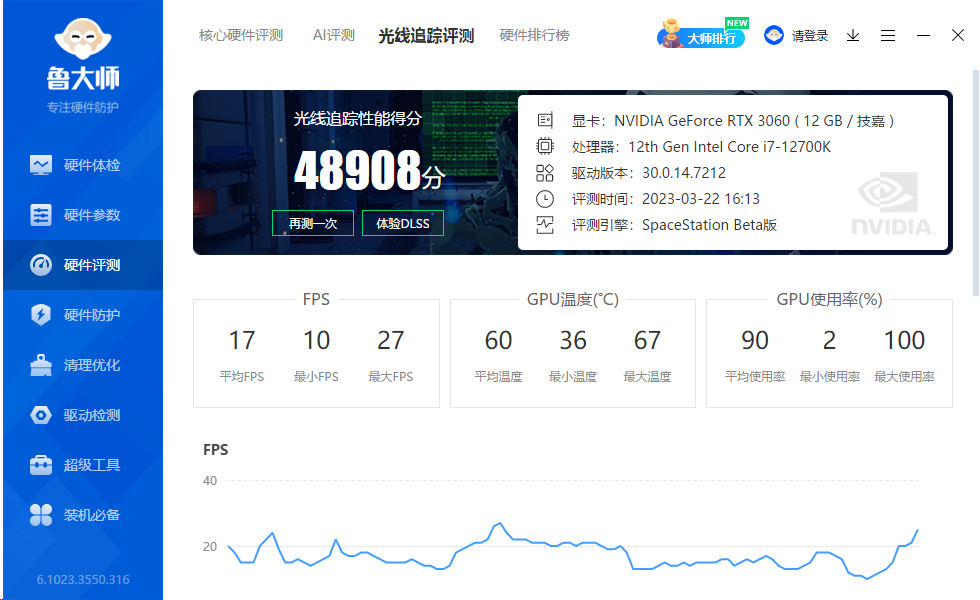 鲁大师
专注硬件防护
硬件体检
硬件参数
硬件评测
硬件防护
清理优化
驱动检测
超级工具
装机必备
6.1023.3550.316
核心硬件评测 AI评测 光线追踪评测 硬件排行榜
大师排行 NEW
请登录
光线追踪性能得分
48908分
再测一次 体验DLSS
显卡：NVIDIA GeForce RTX 3060 ( 12 GB / 技嘉 )
处理器：12th Gen Intel Core i7-12700K
驱动版本：30.0.14.7212
评测时间：2023-03-22 16:13
评测引擎：SpaceStation Beta版
NVIDIA.
FPS
17 10 27
平均FPS 最小FPS 最大FPS
GPU温度(℃)
60 36 67
平均温度 最小温度 最大温度
GPU使用率(%)
90 2 100
平均使用率 最小使用率 最大使用率
FPS
40
20